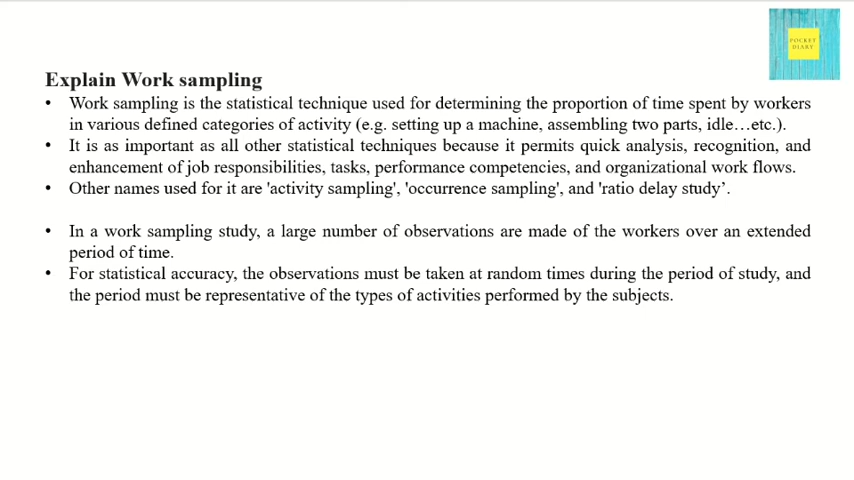 POCKET
DIARY
Explain Work sampling
• Work sampling is the statistical technique used for determining the proportion of time spent by workers
in various defined categories of activity (e.g. setting up a machine, assembling two parts, idle…etc.).
• It is as important as all other statistical techniques because it permits quick analysis, recognition, and
enhancement of job responsibilities, tasks, performance competencies, and organizational work flows.
• Other names used for it are 'activity sampling', 'occurrence sampling', and 'ratio delay study’.
• In a work sampling study, a large number of observations are made of the workers over an extended
period of time.
• For statistical accuracy, the observations must be taken at random times during the period of study, and
the period must be representative of the types of activities performed by the subjects.